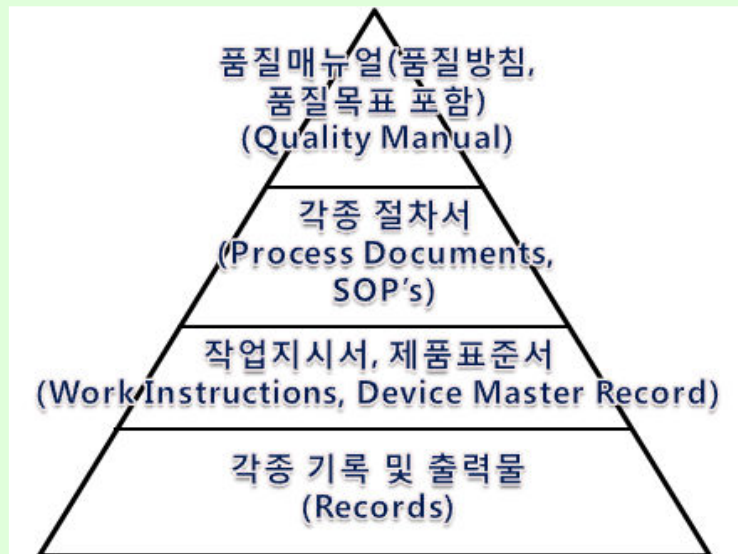 품질매뉴얼(품질방침,
품질목표 포함)
(Quality Manual)
각종 절차서
(Process Documents,
SOP's)
작업지시서, 제품표준서
(Work Instructions, Device Master Record)
각종 기록 및 출력물
(Records)